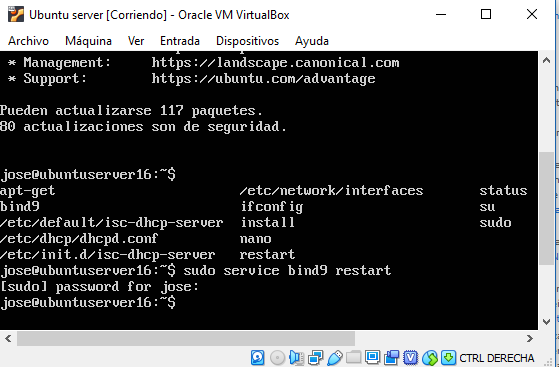 Ubuntu server [Corriendo] - Oracle VM VirtualBox
Archivo Máquina Ver Entrada Dispositivos Ayuda
* Management: https://landscape.canonical.com
* Support: https://ubuntu.com/advantage
Pueden actualizarse 117 paquetes.
80 actualizaciones son de seguridad.
jose@ubuntuserver16:~$
apt-get /etc/network/interfaces status
bind9 ifconfig su
/etc/default/isc-dhcp-server install sudo
/etc/dhcp/dhcpd.conf nano
/etc/init.d/isc-dhcp-server restart
jose@ubuntuserver16:~$ sudo service bind9 restart
[sudo] password for jose:
jose@ubuntuserver16:~$
CTRL DERECHA